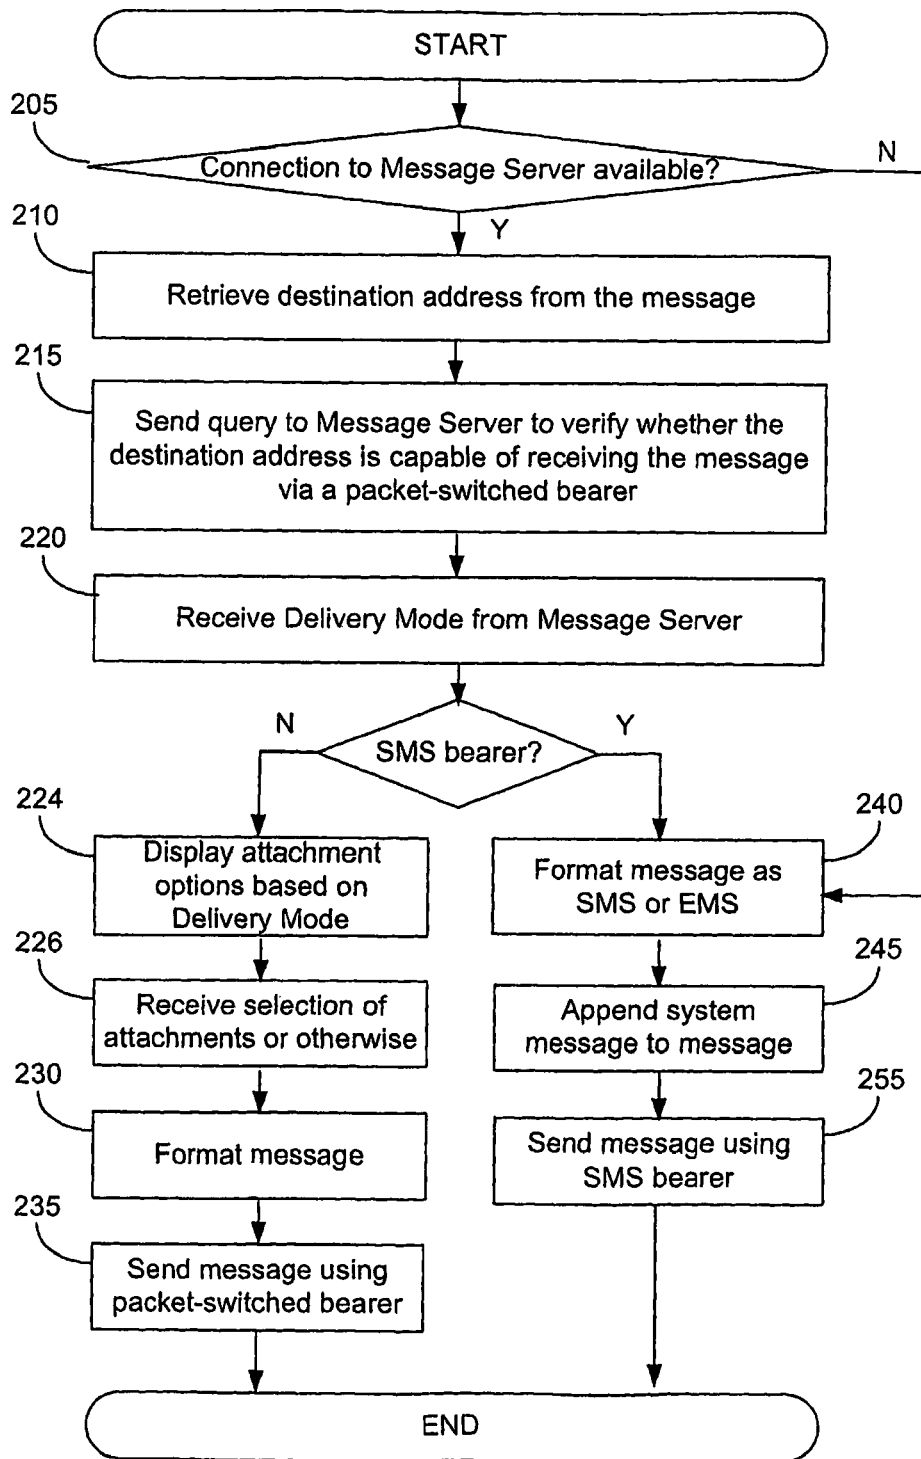 START
205
Connection to Message Server available?
N
210
Y
Retrieve destination address from the message
215
Send query to Message Server to verify whether the
destination address is capable of receiving the message
via a packet-switched bearer
220
Receive Delivery Mode from Message Server
N
Y
SMS bearer?
224
Display attachment
options based on
Delivery Mode
226
Receive selection of
attachments or otherwise
230
Format message
235
Send message using
packet-switched bearer
240
Format message as
SMS or EMS
245
Append system
message to message
255
Send message using
SMS bearer
END